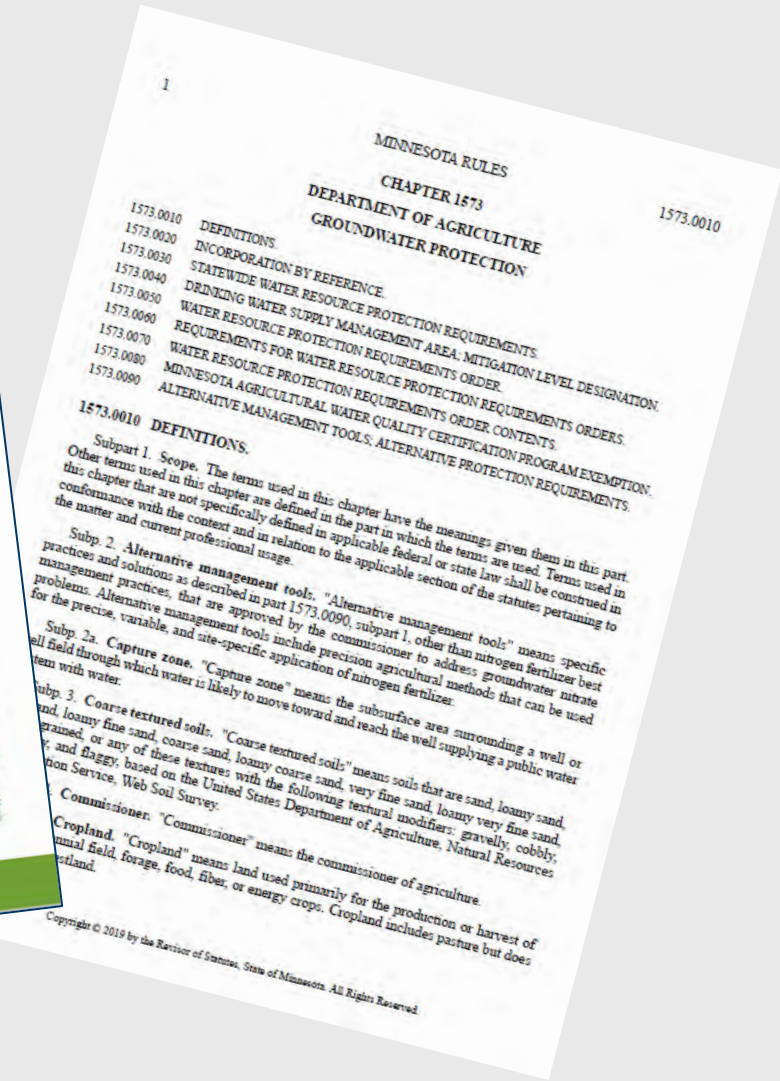 1
MINNESOTA RULES
1573.0010
CHAPTER 1573
DEPARTMENT OF AGRICULTURE
GROUNDWATER PROTECTION
1573.0010 DEFINITIONS.
1573.0020 INCORPORATION BY REFERENCE.
1573.0030 STATEWIDE WATER RESOURCE PROTECTION REQUIREMENTS.
1573.0040 DRINKING WATER SUPPLY MANAGEMENT AREA; MITIGATION LEVEL DESIGNATION.
1573.0050 WATER RESOURCE PROTECTION REQUIREMENTS ORDER.
1573.0060 REQUIREMENTS FOR WATER RESOURCE PROTECTION REQUIREMENTS ORDERS.
1573.0070 WATER RESOURCE PROTECTION REQUIREMENTS ORDER CONTENTS.
1573.0080 MINNESOTA AGRICULTURAL WATER QUALITY CERTIFICATION PROGRAM EXEMPTION.
1573.0090 ALTERNATIVE MANAGEMENT TOOLS; ALTERNATIVE PROTECTION REQUIREMENTS.
1573.0010 DEFINITIONS.
Subpart 1. Scope. The terms used in this chapter have the meanings given them in this part.
Other terms used in this chapter are defined in the part in which the terms are used. Terms used in
this chapter that are not specifically defined in applicable federal or state law shall be construed in
conformance with the context and in relation to the applicable section of the statutes pertaining to
the matter and current professional usage.
Subp. 2. Alternative management tools. "Alternative management tools" means specific
practices and solutions as described in part 1573.0090, subpart 1, other than nitrogen fertilizer best
management practices, that are approved by the commissioner to address groundwater nitrate
problems. Alternative management tools include precision agricultural methods that can be used
for the precise, variable, and site-specific application of nitrogen fertilizer.
Subp. 2a. Capture zone. "Capture zone" means the subsurface area surrounding a well or
ell field through which water is likely to move toward and reach the well supplying a public water
tem with water.
ubp. 3. Coarse textured soils. "Coarse textured soils" means soils that are sand, loamy sand,
and, loamy fine sand, coarse sand, loamy coarse sand, very fine sand, loamy very fine sand,
grained, or any of these textures with the following textural modifiers: gravelly, cobbly,
y, and flaggy, based on the United States Department of Agriculture, Natural Resources
tion Service, Web Soil Survey.
. Commissioner. "Commissioner" means the commissioner of agriculture.
Cropland. "Cropland" means land used primarily for the production or harvest of
nnual field, forage, food, fiber, or energy crops. Cropland includes pasture but does
estland.
Copyright © 2019 by the Revisor of Statutes, State of Minnesota. All Rights Reserved.